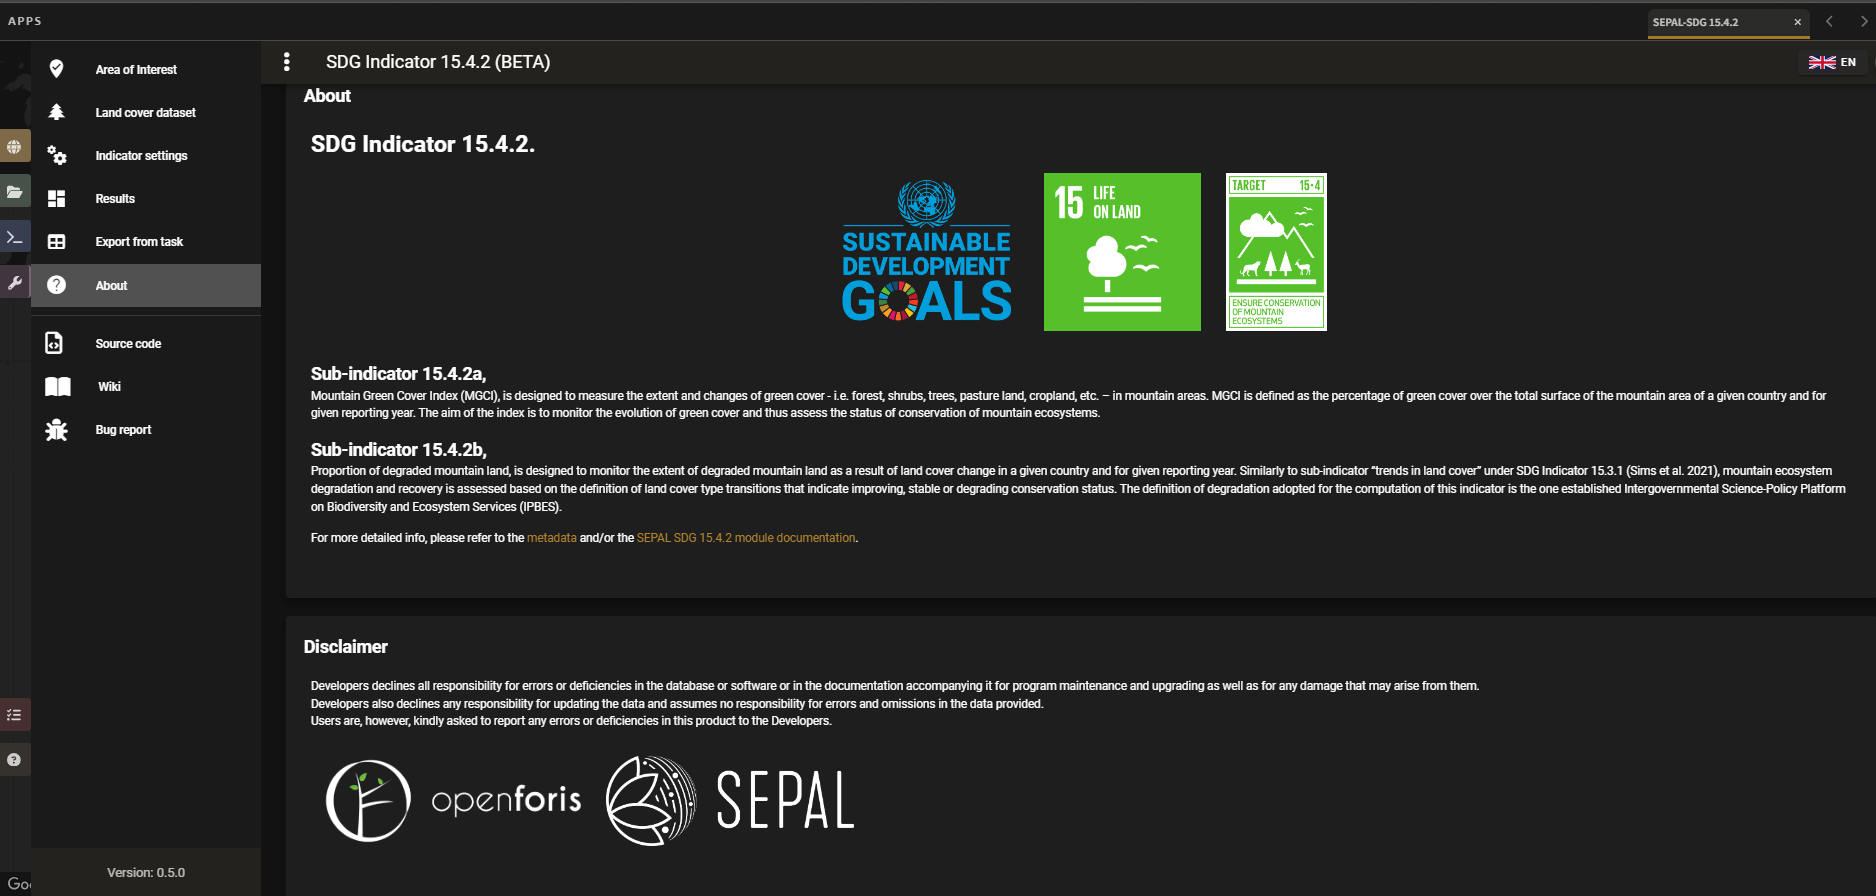 APPS
SEPAL-SDG 15.4.2
Area of Interest
Land cover dataset
Indicator settings
Results
Export from task
About
Source code
Wiki
Bug report
Version: 0.5.0
SDG Indicator 15.4.2 (BETA)
EN
About
SDG Indicator 15.4.2.
SUSTAINABLE
DEVELOPMENT
GOALS
15 LIFE
ON LAND
TARGET 15·4
ENSURE CONSERVATION
OF MOUNTAIN
ECOSYSTEMS
Sub-indicator 15.4.2a,
Mountain Green Cover Index (MGCI), is designed to measure the extent and changes of green cover - i.e. forest, shrubs, trees, pasture land, cropland, etc. – in mountain areas. MGCI is defined as the percentage of green cover over the total surface of the mountain area of a given country and for
given reporting year. The aim of the index is to monitor the evolution of green cover and thus assess the status of conservation of mountain ecosystems.
Sub-indicator 15.4.2b,
Proportion of degraded mountain land, is designed to monitor the extent of degraded mountain land as a result of land cover change in a given country and for given reporting year. Similarly to sub-indicator “trends in land cover” under SDG Indicator 15.3.1 (Sims et al. 2021), mountain ecosystem
degradation and recovery is assessed based on the definition of land cover type transitions that indicate improving, stable or degrading conservation status. The definition of degradation adopted for the computation of this indicator is the one established Intergovernmental Science-Policy Platform
on Biodiversity and Ecosystem Services (IPBES).
For more detailed info, please refer to the metadata and/or the SEPAL SDG 15.4.2 module documentation.
Disclaimer
Developers declines all responsibility for errors or deficiencies in the database or software or in the documentation accompanying it for program maintenance and upgrading as well as for any damage that may arise from them.
Developers also declines any responsibility for updating the data and assumes no responsibility for errors and omissions in the data provided.
Users are, however, kindly asked to report any errors or deficiencies in this product to the Developers.
openforis
SEPAL
Goo